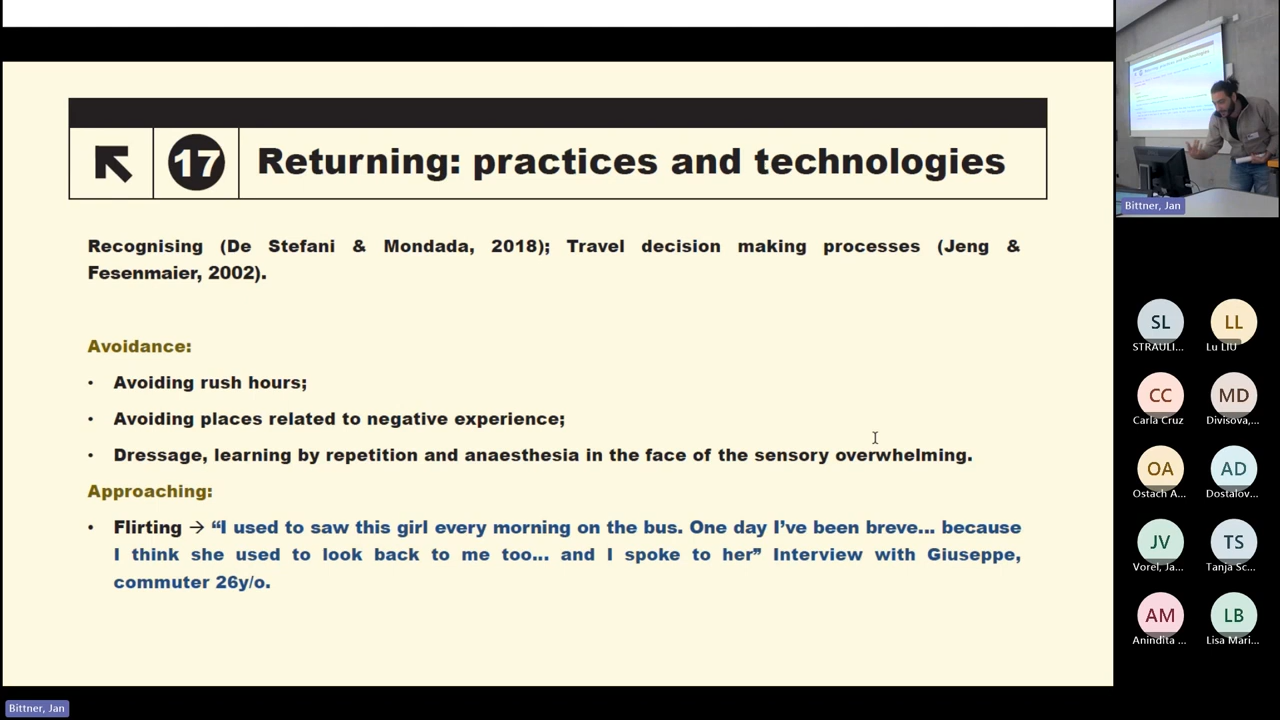 17
Returning: practices and technologies
Recognising (De Stefani & Mondada, 2018); Travel decision making processes (Jeng &
Fesenmaier, 2002).
Avoidance:
• Avoiding rush hours;
• Avoiding places related to negative experience;
• Dressage, learning by repetition and anaesthesia in the face of the sensory overwhelming.
Approaching:
• Flirting → “I used to saw this girl every morning on the bus. One day I’ve been breve... because
I think she used to look back to me too... and I spoke to her” Interview with Giuseppe,
commuter 26y/o.
Bittner, Jan
Bittner, Jan
SL
STRAULI...
LL
Lu LIU
CC
Carla Cruz
MD
Divisova,...
OA
Ostach A...
AD
Dostalov...
JV
Vorel, Ja...
TS
Tanja Sc...
AM
Anindita ...
LB
Lisa Mari...